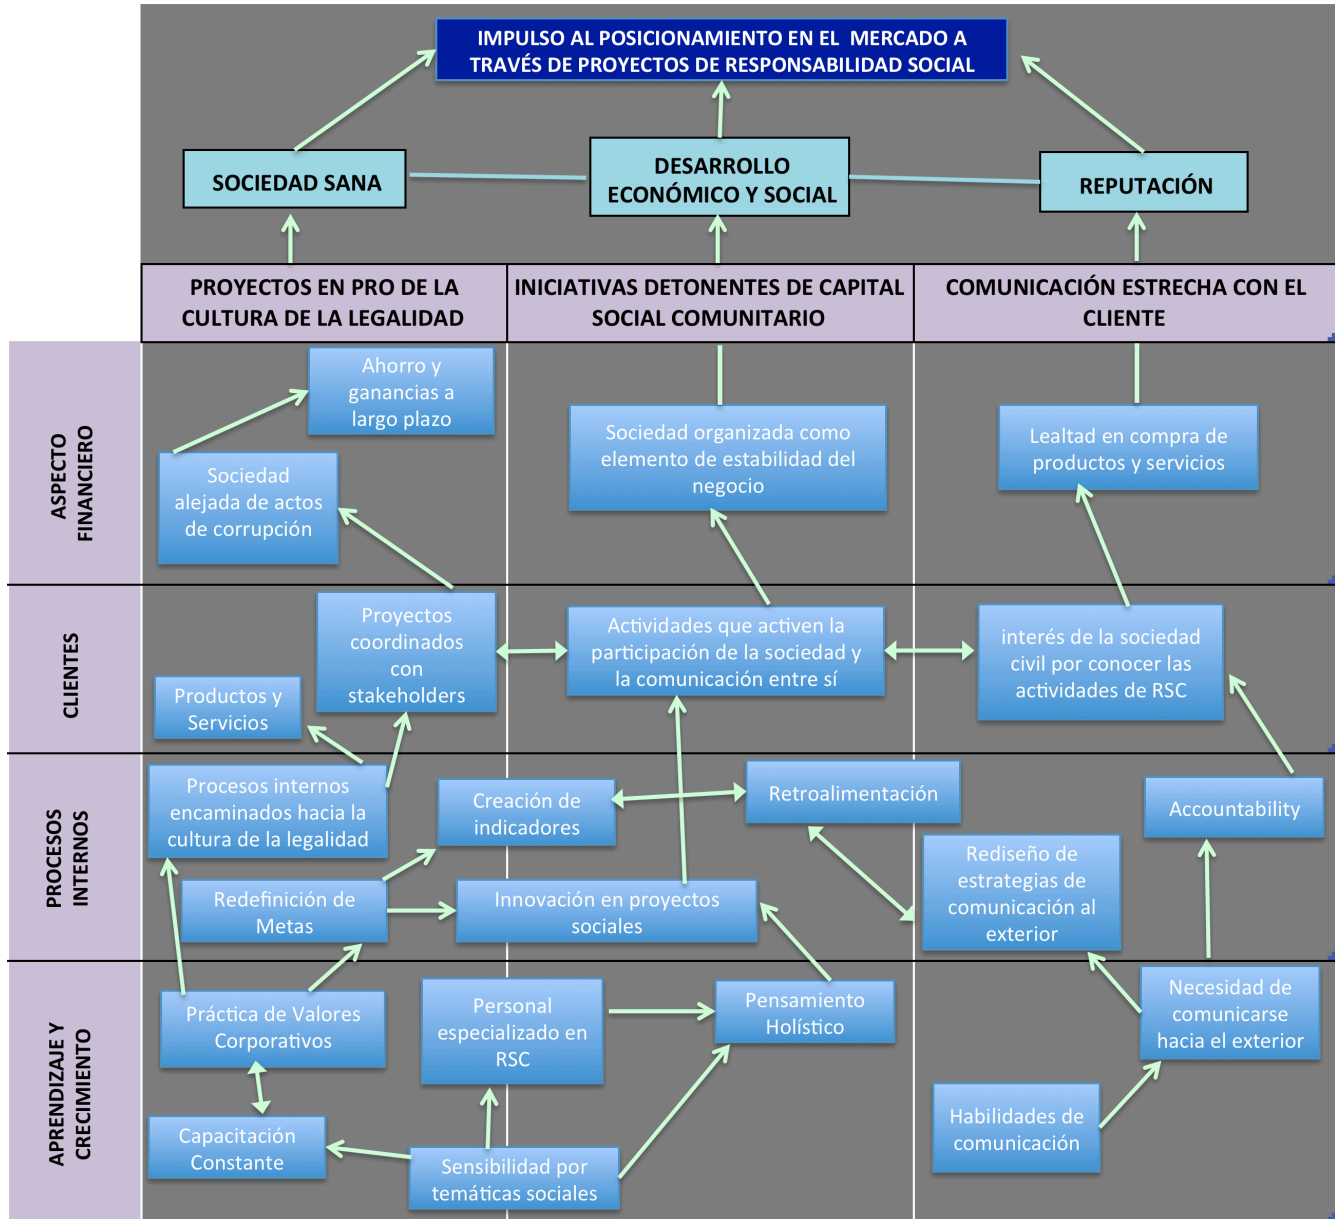 IMPULSO AL POSICIONAMIENTO EN EL MERCADO A
TRAVÉS DE PROYECTOS DE RESPONSABILIDAD SOCIAL
SOCIEDAD SANA
DESARROLLO
ECONÓMICO Y SOCIAL
REPUTACIÓN
PROYECTOS EN PRO DE LA
CULTURA DE LA LEGALIDAD
INICIATIVAS DETONENTES DE CAPITAL
SOCIAL COMUNITARIO
COMUNICACIÓN ESTRECHA CON EL
CLIENTE
ASPECTO
FINANCIERO
Ahorro y
ganancias a
largo plazo
Sociedad
alejada de actos
de corrupción
Sociedad organizada como
elemento de estabilidad del
negocio
Lealtad en compra de
productos y servicios
CLIENTES
Proyectos
coordinados
con
stakeholders
Productos y
Servicios
Actividades que activen la
participación de la sociedad y
la comunicación entre sí
interés de la sociedad
civil por conocer las
actividades de RSC
PROCESOS
INTERNOS
Procesos internos
encaminados hacia la
cultura de la legalidad
Creación de
indicadores
Retroalimentación
Accountability
Redefinición de
Metas
Innovación en proyectos
sociales
Rediseño de
estrategias de
comunicación al
exterior
APRENDIZAJE Y
CRECIMIENTO
Práctica de Valores
Corporativos
Personal
especializado en
RSC
Pensamiento
Holístico
Necesidad de
comunicarse
hacia el exterior
Capacitación
Constante
Sensibilidad por
temáticas sociales
Habilidades de
comunicación